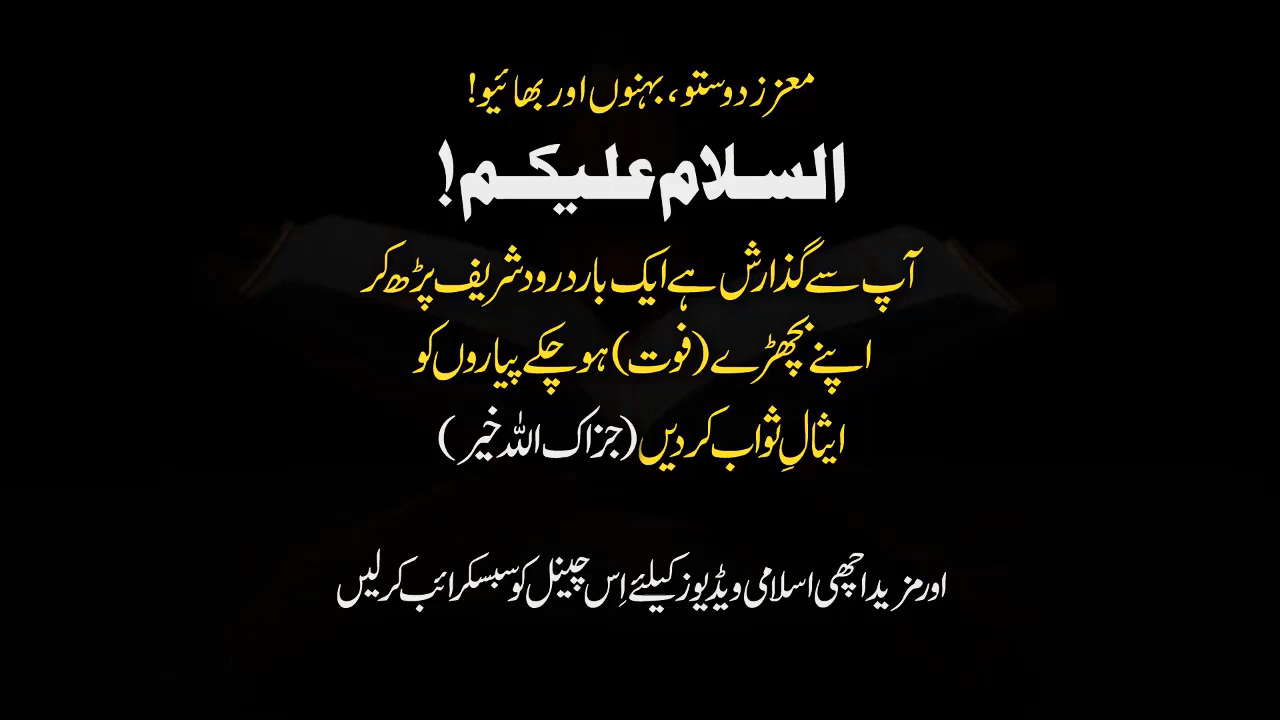 معزز دوستو، بہنوں اور بھائیو!
السلام علیکم!
آپ سے گذارش ہے ایک بار درود شریف پڑھ کر
اپنے بچھڑے (فوت) ہو چکے پیاروں کو
ایثالِ ثواب کر دیں (جزاک اللہ خیر)
اور مزید اچھی اسلامی ویڈیوز کیلئے اِس چینل کو سبسکرائب کر لیں